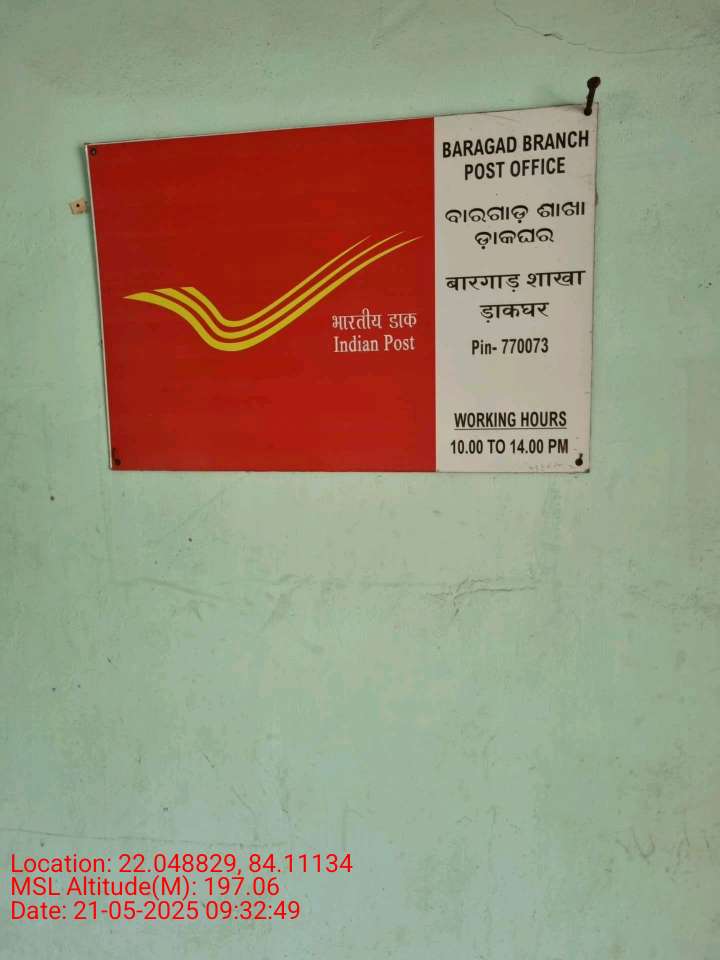 भारतीय डाक
Indian Post
BARAGAD BRANCH
POST OFFICE
ବାରଗାଡ଼ ଶାଖା
ଡ଼ାକଘର
बारगाड़ शाखा
ड़ाकघर
Pin- 770073
WORKING HOURS
10.00 TO 14.00 PM
Location: 22.048829, 84.11134
MSL Altitude(M): 197.06
Date: 21-05-2025 09:32:49